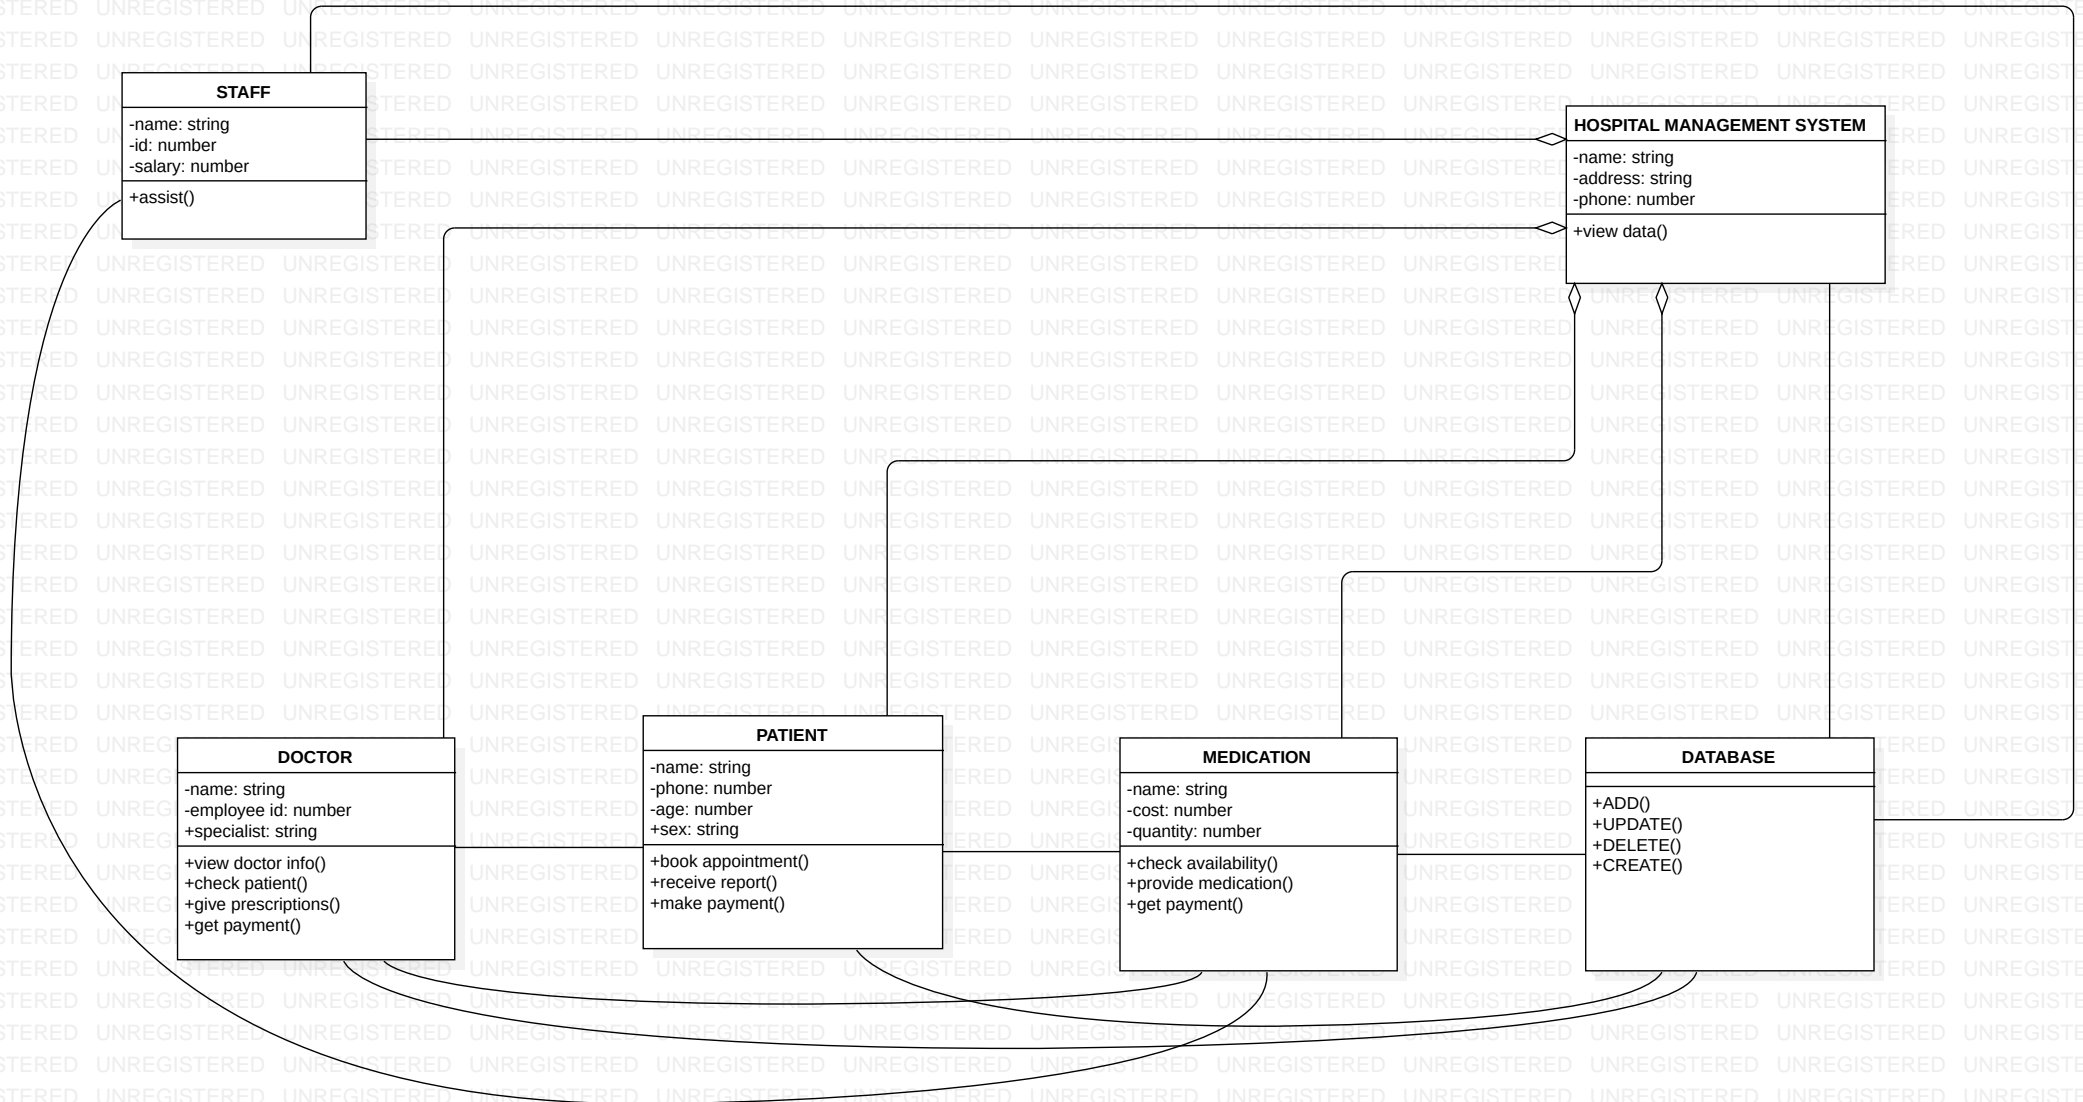 STAFF
-name: string
-id: number
-salary: number
+assist()
HOSPITAL MANAGEMENT SYSTEM
-name: string
-address: string
-phone: number
+view data()
DOCTOR
-name: string
-employee id: number
+specialist: string
+view doctor info()
+check patient()
+give prescriptions()
+get payment()
PATIENT
-name: string
-phone: number
-age: number
+sex: string
+book appointment()
+receive report()
+make payment()
MEDICATION
-name: string
-cost: number
-quantity: number
+check availability()
+provide medication()
+get payment()
DATABASE
+ADD()
+UPDATE()
+DELETE()
+CREATE()
UNREGISTERED